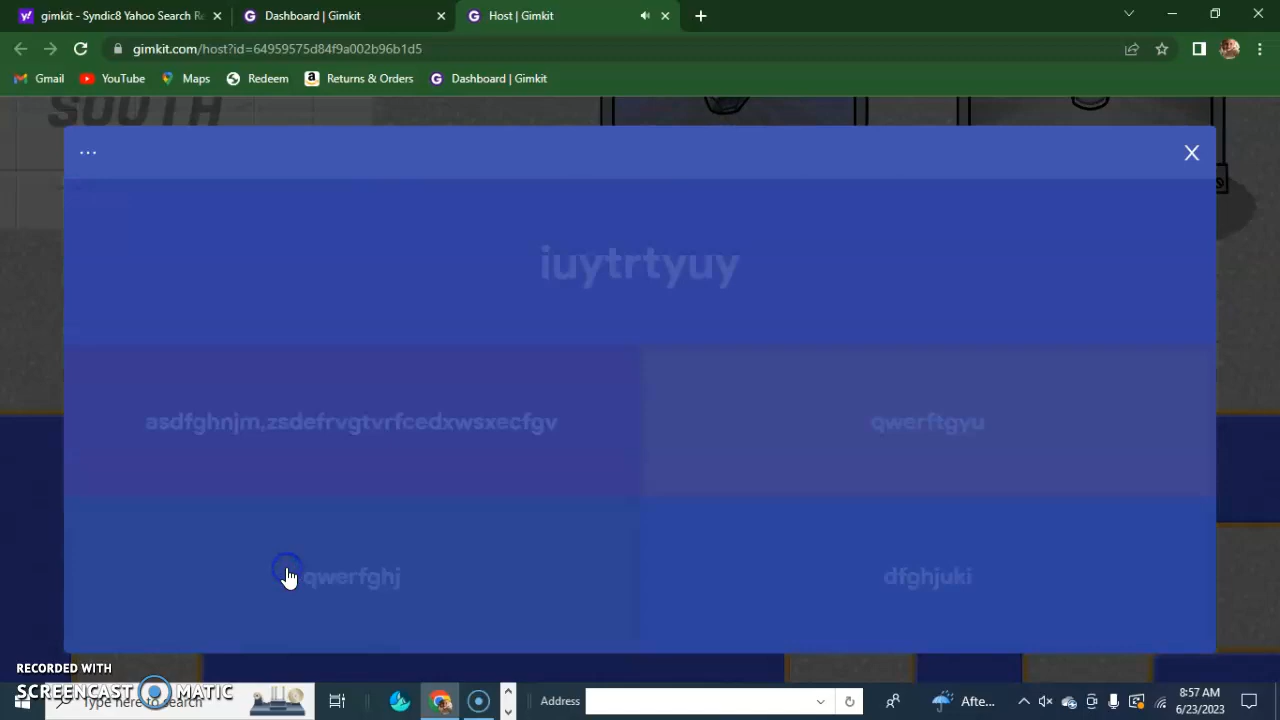 gimkit - Syndic8 Yahoo Search Re
Dashboard | Gimkit
Host | Gimkit
gimkit.com/host?id=64959575d84f9a002b96b1d5
Gmail
YouTube
Maps
Redeem
Returns & Orders
Dashboard | Gimkit
SOUTH
...
X
iuytrtyuy
asdfghnjm,zsdefrvgtvrfcedxwsxecfgv
qwerftgyu
qwerfghj
dfghjuki
RECORDED WITH
SCREENCAST MATIC
Type here to search
Address
Afte...
8:57 AM
6/23/2023